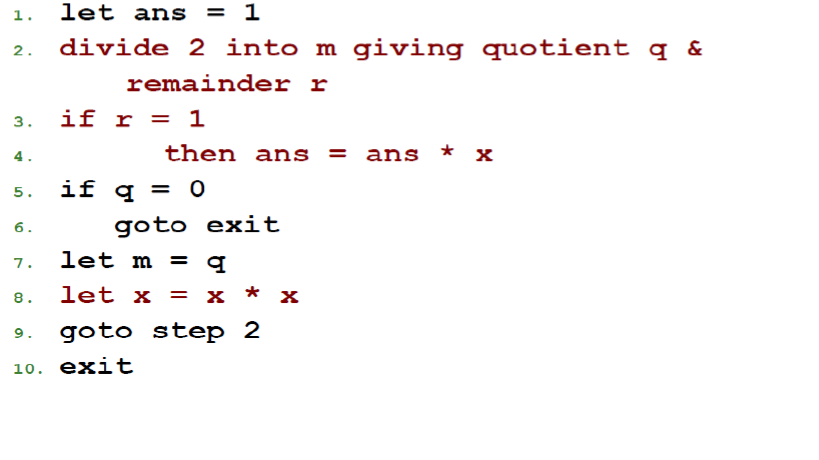 1. let ans = 1
2. divide 2 into m giving quotient q &
remainder r
3. if r = 1
4. then ans = ans * x
5. if q = 0
6. goto exit
7. let m = q
8. let x = x * x
9. goto step 2
10. exit